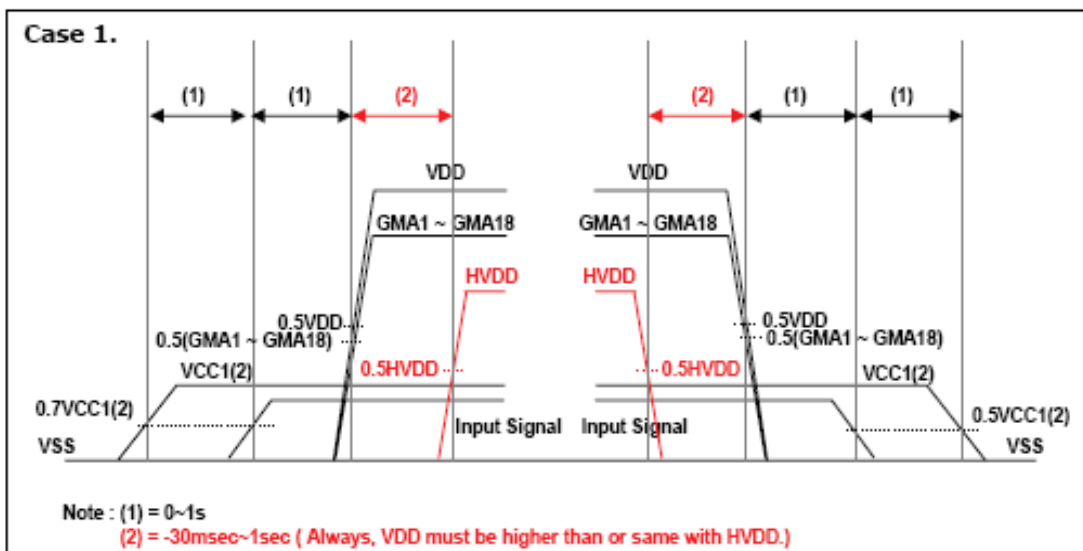 Case 1.
(1) (1) (2) (2) (1) (1)
VDD VDD
GMA1 ~ GMA18 GMA1 ~ GMA18
HVDD HVDD
0.5VDD 0.5VDD
0.5(GMA1 ~ GMA18) 0.5(GMA1 ~ GMA18)
VCC1(2) 0.5HVDD 0.5HVDD VCC1(2)
0.7VCC1(2) 0.5VCC1(2)
Input Signal Input Signal
VSS VSS
Note : (1) = 0~1s
(2) = -30msec~1sec ( Always, VDD must be higher than or same with HVDD.)